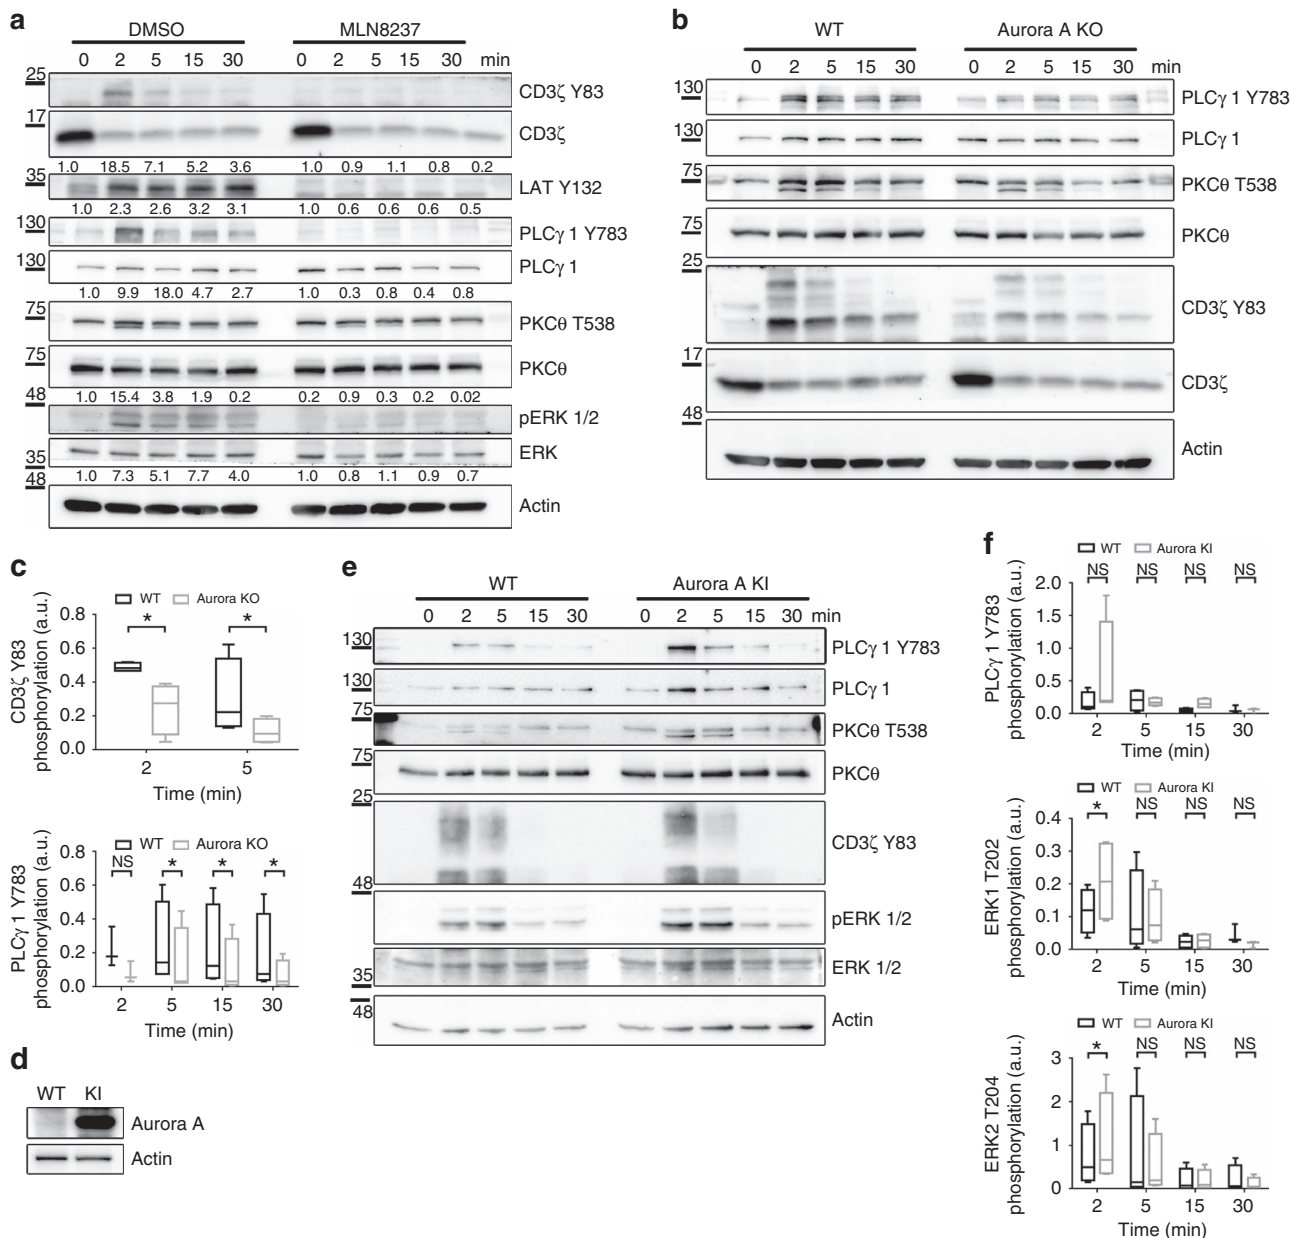 a
DMSO MLN8237
0 2 5 15 30 0 2 5 15 30 min
25
CD3ζ Y83
17
CD3ζ
1.0 18.5 7.1 5.2 3.6 1.0 0.9 1.1 0.8 0.2
35
LAT Y132
1.0 2.3 2.6 3.2 3.1 1.0 0.6 0.6 0.6 0.5
130
PLCγ 1 Y783
130
PLCγ 1
1.0 9.9 18.0 4.7 2.7 1.0 0.3 0.8 0.4 0.8
75
PKCθ T538
75
PKCθ
1.0 15.4 3.8 1.9 0.2 0.2 0.9 0.3 0.2 0.02
48
pERK 1/2
ERK
35
1.0 7.3 5.1 7.7 4.0 1.0 0.8 1.1 0.9 0.7
48
Actin
b
WT Aurora A KO
0 2 5 15 30 0 2 5 15 30 min
130
PLCγ 1 Y783
130
PLCγ 1
75
PKCθ T538
75
PKCθ
25
CD3ζ Y83
17
CD3ζ
48
Actin
c
WT Aurora KO
CD3ζ Y83
phosphorylation (a.u.)
0.8
0.6
0.4
0.2
0.0
* *
2 5
Time (min)
WT Aurora KO
PLCγ 1 Y783
phosphorylation (a.u.)
0.8
0.6
0.4
0.2
0.0
NS * * *
2 5 15 30
Time (min)
d
WT KI
Aurora A
Actin
e
WT Aurora A KI
0 2 5 15 30 0 2 5 15 30 min
130
PLCγ 1 Y783
130
PLCγ 1
75
PKCθ T538
75
PKCθ
25
CD3ζ Y83
48
pERK 1/2
ERK 1/2
35
48
Actin
f
WT Aurora KI
NS NS NS NS
PLCγ 1 Y783
phosphorylation (a.u.)
2.0
1.5
1.0
0.5
0.0
2 5 15 30
Time (min)
WT Aurora KI
* NS NS NS
ERK1 T202
phosphorylation (a.u.)
0.4
0.3
0.2
0.1
0.0
2 5 15 30
Time (min)
WT Aurora KI
* NS NS NS
ERK2 T204
phosphorylation (a.u.)
3
2
1
0
2 5 15 30
Time (min)